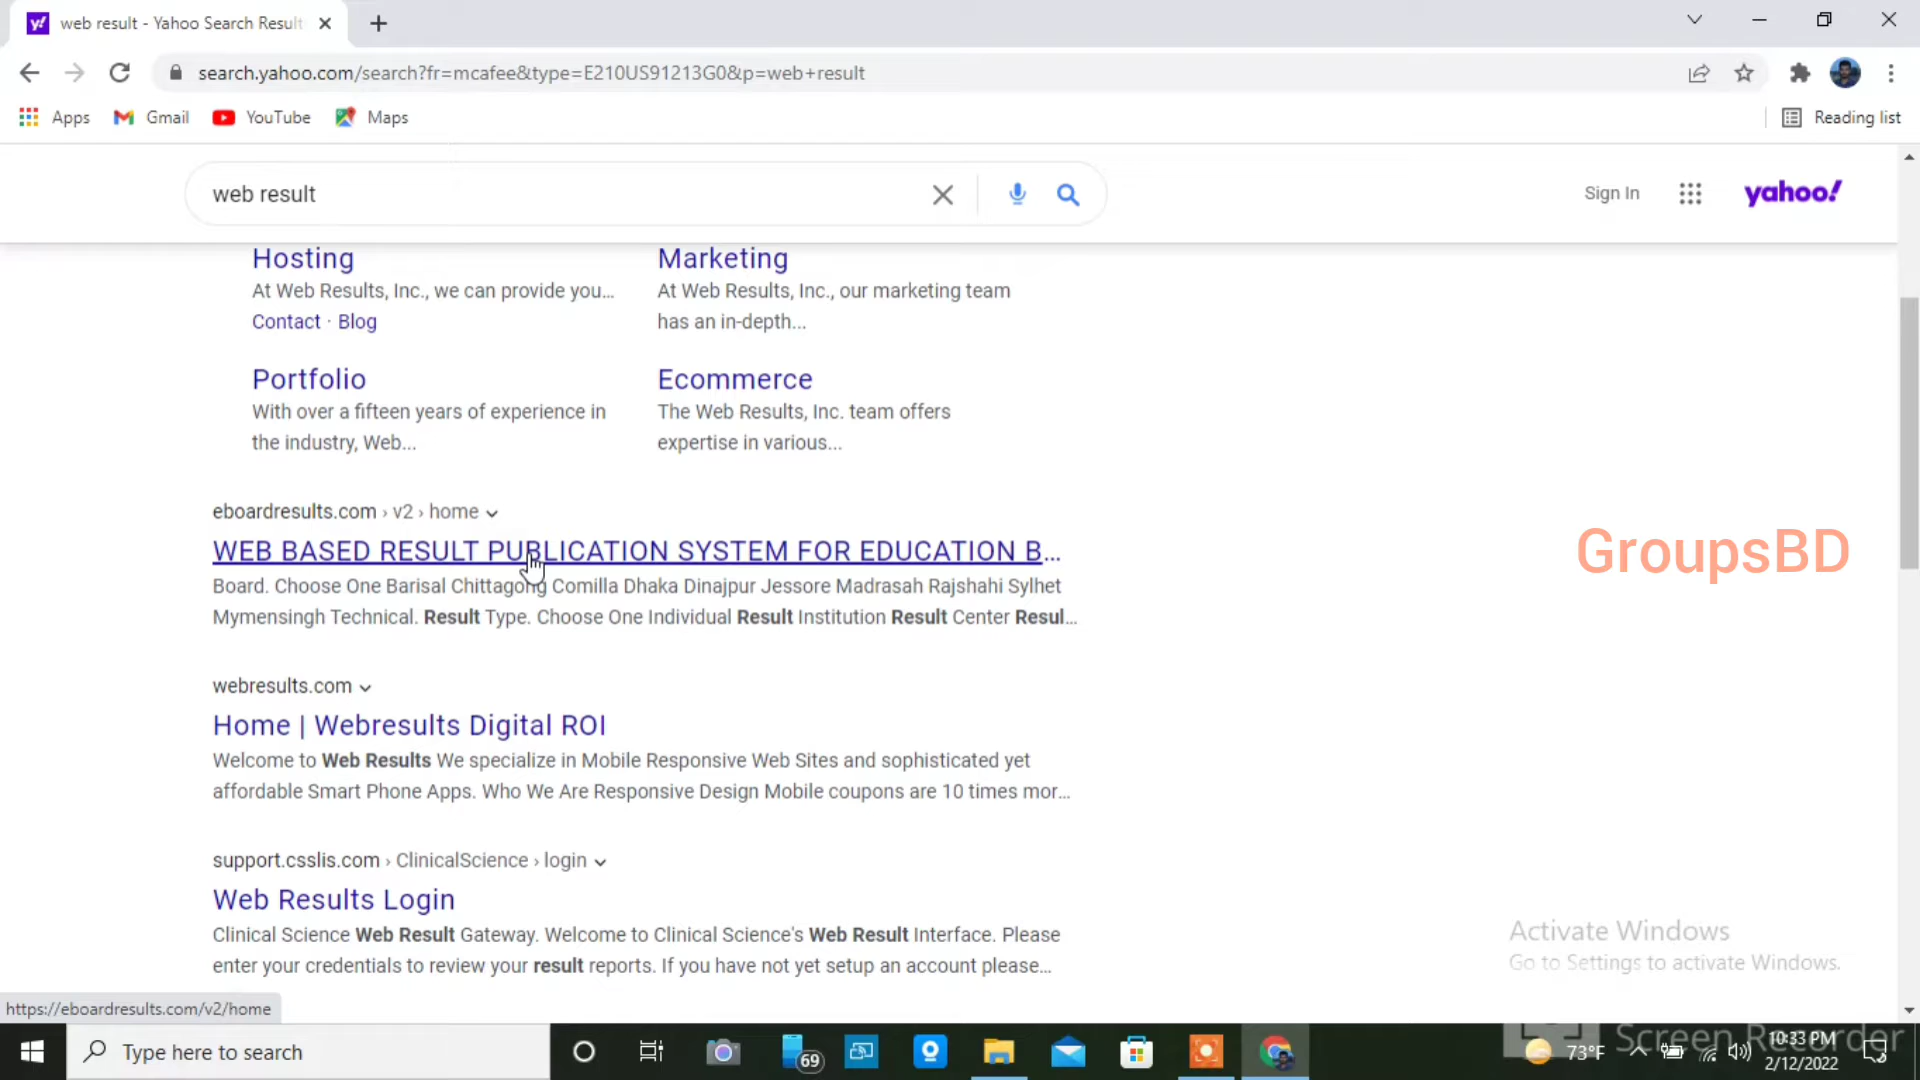 web result - Yahoo Search Result
search.yahoo.com/search?fr=mcafee&type=E210US91213G0&p=web+result
Apps Gmail YouTube Maps Reading list
web result
Sign In
yahoo!
Hosting
At Web Results, Inc., we can provide you...
Contact · Blog
Marketing
At Web Results, Inc., our marketing team
has an in-depth...
Portfolio
With over a fifteen years of experience in
the industry, Web...
Ecommerce
The Web Results, Inc. team offers
expertise in various...
eboardresults.com › v2 › home
WEB BASED RESULT PUBLICATION SYSTEM FOR EDUCATION B...
Board. Choose One Barisal Chittagong Comilla Dhaka Dinajpur Jessore Madrasah Rajshahi Sylhet
Mymensingh Technical. Result Type. Choose One Individual Result Institution Result Center Resul...
GroupsBD
webresults.com
Home | Webresults Digital ROI
Welcome to Web Results We specialize in Mobile Responsive Web Sites and sophisticated yet
affordable Smart Phone Apps. Who We Are Responsive Design Mobile coupons are 10 times mor...
support.csslis.com › ClinicalScience › login
Web Results Login
Clinical Science Web Result Gateway. Welcome to Clinical Science's Web Result Interface. Please
enter your credentials to review your result reports. If you have not yet setup an account please...
Activate Windows
Go to Settings to activate Windows.
https://eboardresults.com/v2/home
Type here to search
69
Screen Recorder
73°F
10:33 PM
2/12/2022